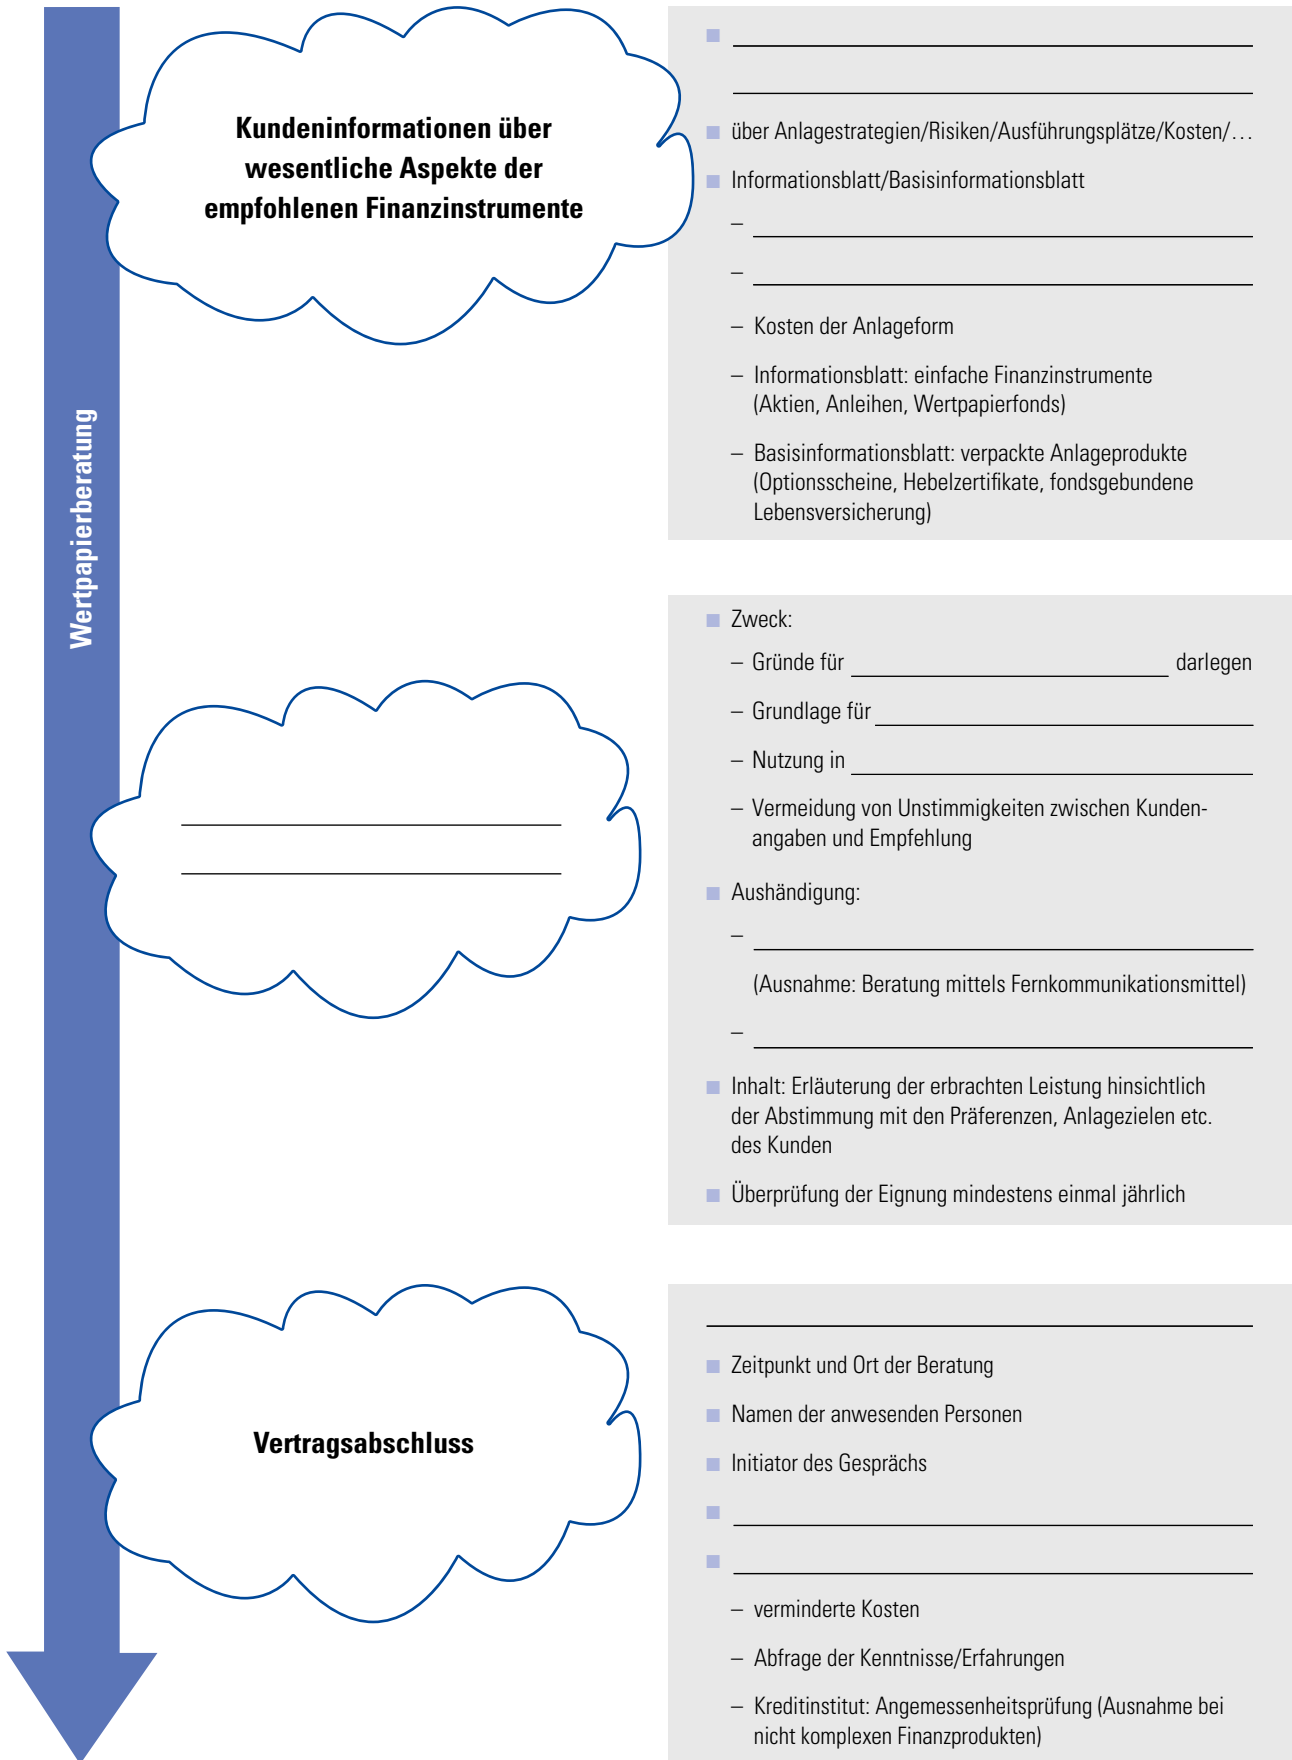 Wertpapierberatung
Kundeninformationen über
wesentliche Aspekte der
empfohlenen Finanzinstrumente
über Anlagestrategien/Risiken/Ausführungsplätze/Kosten/…
Informationsblatt/Basisinformationsblatt
–
–
– Kosten der Anlageform
– Informationsblatt: einfache Finanzinstrumente
(Aktien, Anleihen, Wertpapierfonds)
– Basisinformationsblatt: verpackte Anlageprodukte
(Optionsscheine, Hebelzertifikate, fondsgebundene
Lebensversicherung)
Zweck:
– Gründe für darlegen
– Grundlage für
– Nutzung in
– Vermeidung von Unstimmigkeiten zwischen Kunden-
angaben und Empfehlung
Aushändigung:
–
(Ausnahme: Beratung mittels Fernkommunikationsmittel)
–
Inhalt: Erläuterung der erbrachten Leistung hinsichtlich
der Abstimmung mit den Präferenzen, Anlagezielen etc.
des Kunden
Überprüfung der Eignung mindestens einmal jährlich
Vertragsabschluss
Zeitpunkt und Ort der Beratung
Namen der anwesenden Personen
Initiator des Gesprächs
– verminderte Kosten
– Abfrage der Kenntnisse/Erfahrungen
– Kreditinstitut: Angemessenheitsprüfung (Ausnahme bei
nicht komplexen Finanzprodukten)